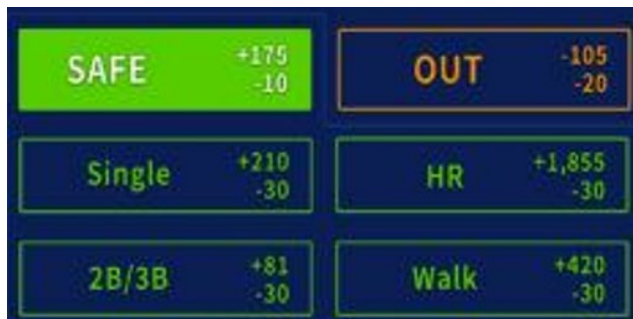 SAFE +175
-10
OUT -105
-20
Single +210
-30
HR +1,855
-30
2B/3B +81
-30
Walk +420
-30